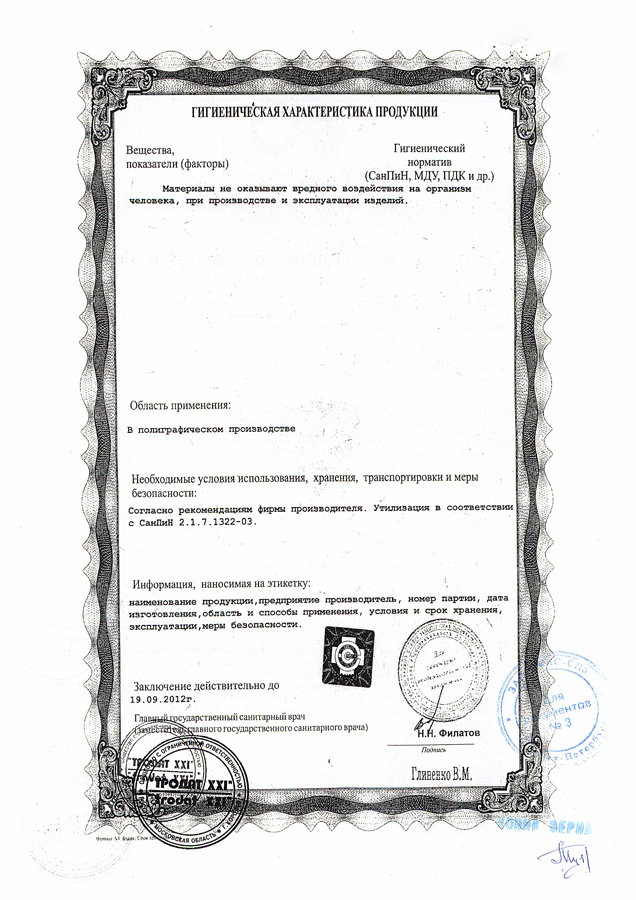 ГИГИЕНИЧЕСКАЯ ХАРАКТЕРИСТИКА ПРОДУКЦИИ
Вещества,
показатели (факторы)
Гигиенический
норматив
(СанПиН, МДУ, ПДК и др.)
Материалы не оказывают вредного воздействия на организм
человека, при производстве и эксплуатации изделий.
Область применения:
В полиграфическом производстве
Необходимые условия использования, хранения, транспортировки и меры
безопасности:
Согласно рекомендациям фирмы производителя. Утилизация в соответствии
с СанПиН 2.1.7.1322-03.
Информация, наносимая на этикетку:
наименование продукции,предприятие производитель, номер партии, дата
изготовления,область и способы применения, условия и срок хранения,
эксплуатации,меры безопасности.
Для
Заключение действительно до
19.09.2012г.
Главный государственный санитарный врач
(заместитель главного государственного санитарного врача)
Н.Н. Филатов
Подпись
Глиненко В.М.
для
документов
№ 3
С ОГРАНИЧЕННОЙ ОТВЕТСТВЕННОСТЬЮ
"ТРОДАТ XXI"
"trodat XXI"
МОСКОВСКАЯ ОБЛАСТЬ
КОПИЯ ВЕРНА